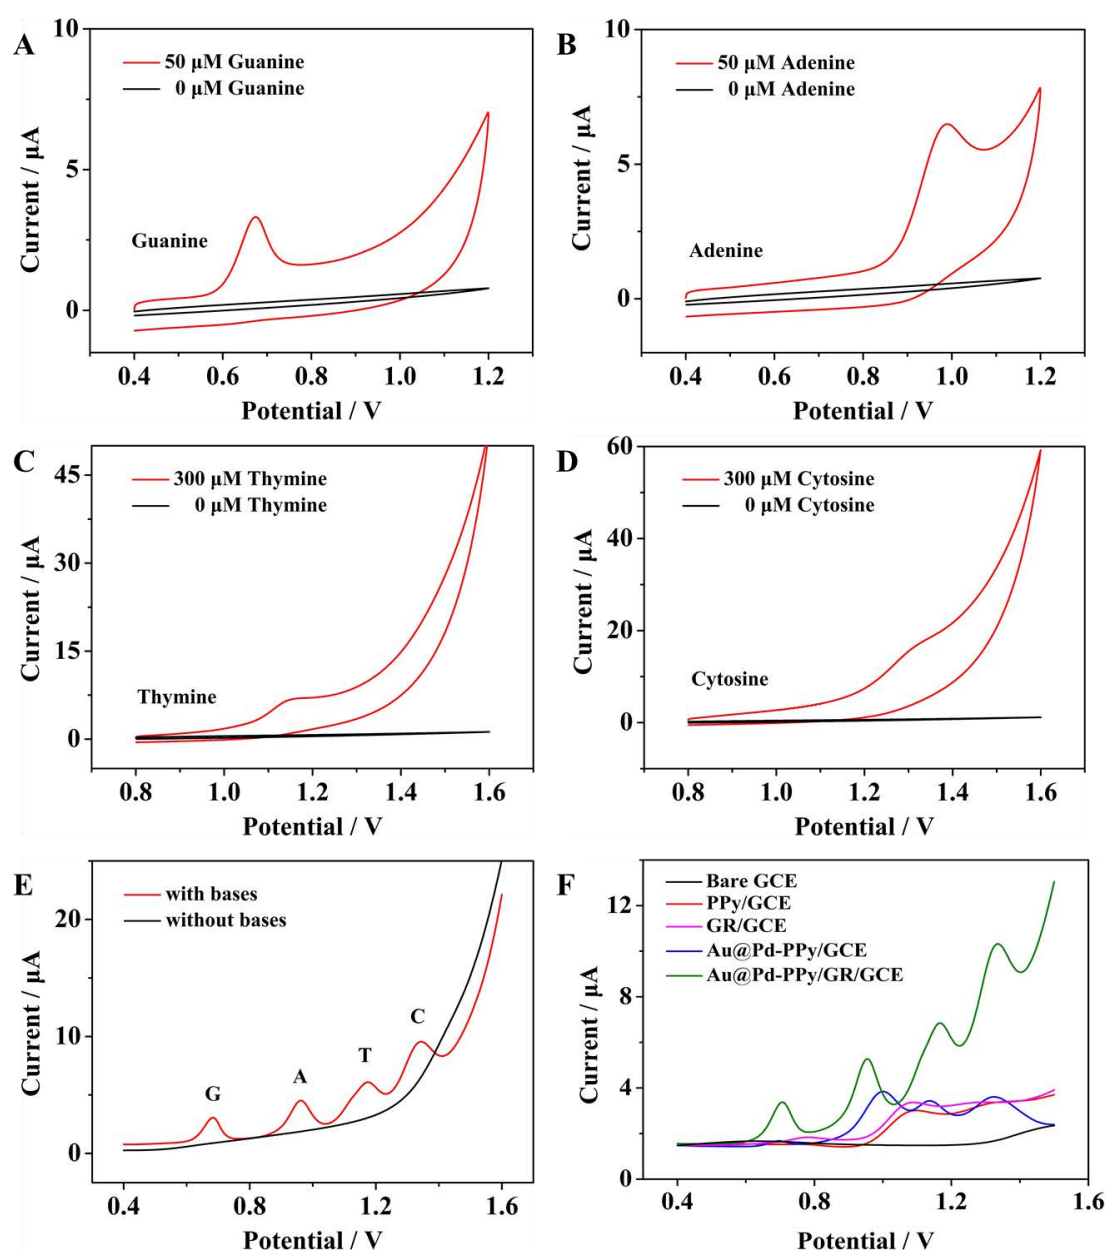 A
10
5
0
Current / μA
50 μM Guanine
0 μM Guanine
Guanine
0.4 0.6 0.8 1.0 1.2
Potential / V
B
10
5
0
Current / μA
50 μM Adenine
0 μM Adenine
Adenine
0.4 0.6 0.8 1.0 1.2
Potential / V
C
45
30
15
0
Current / μA
300 μM Thymine
0 μM Thymine
Thymine
0.8 1.0 1.2 1.4 1.6
Potential / V
D
60
40
20
0
Current / μA
300 μM Cytosine
0 μM Cytosine
Cytosine
0.8 1.0 1.2 1.4 1.6
Potential / V
E
20
10
0
Current / μA
with bases
without bases
G A T C
0.4 0.8 1.2 1.6
Potential / V
F
12
8
4
0
Current / μA
Bare GCE
PPy/GCE
GR/GCE
Au@Pd-PPy/GCE
Au@Pd-PPy/GR/GCE
0.4 0.8 1.2 1.6
Potential / V